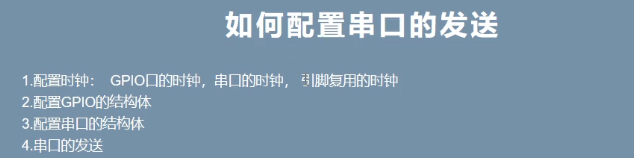 如何配置串口的发送
1.配置时钟： GPIO口的时钟，串口的时钟， 引脚复用的时钟
2.配置GPIO的结构体
3.配置串口的结构体
4.串口的发送